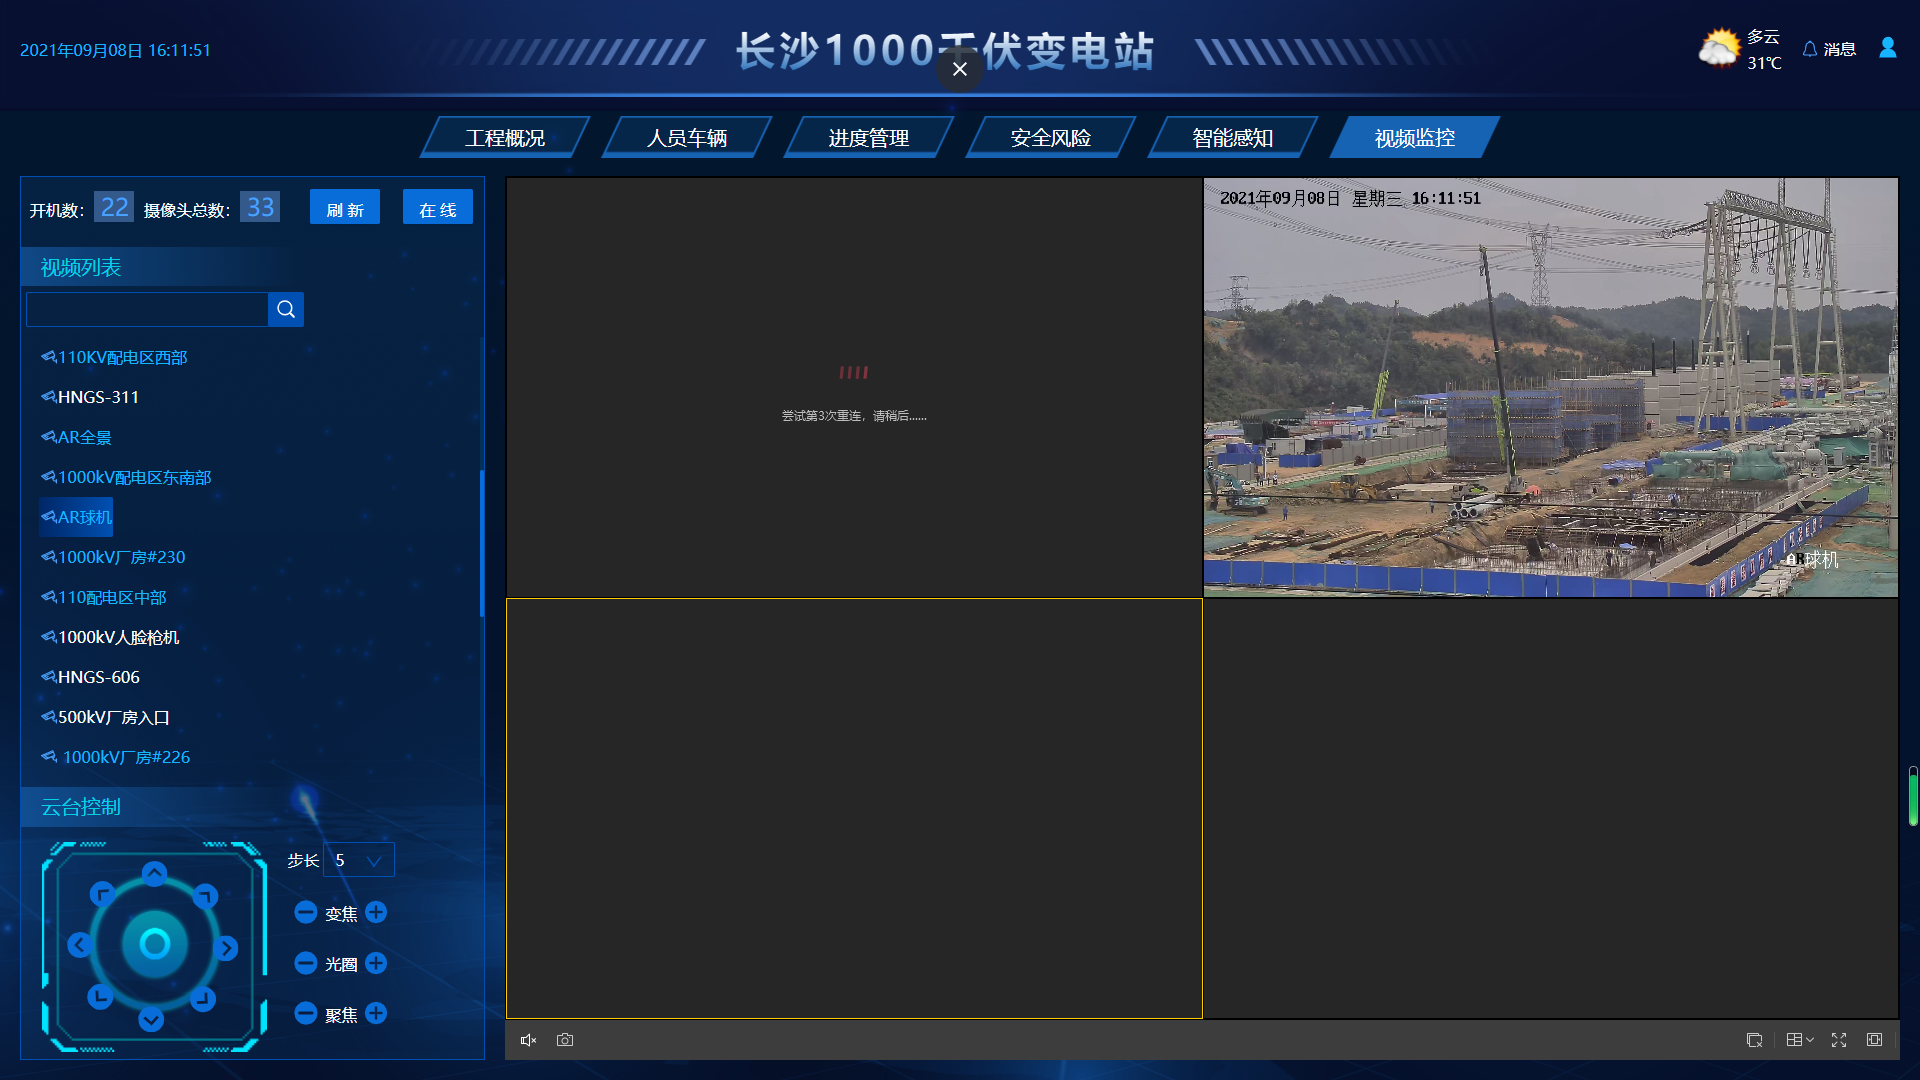 2021年09月08日 16:11:51
长沙1000千伏变电站
多云
31℃
消息
工程概况
人员车辆
进度管理
安全风险
智能感知
视频监控
开机数: 22 摄像头总数: 33
刷 新
在 线
视频列表
110KV配电区西部
HNGS-311
AR全景
1000kV配电区东南部
AR球机
1000kV厂房#230
110配电区中部
1000kV人脸枪机
HNGS-606
500kV厂房入口
1000kV厂房#226
云台控制
步长 5
变焦
光圈
聚焦
尝试第3次重连，请稍后......
2021年09月08日 星期三 16:11:51
AR球机